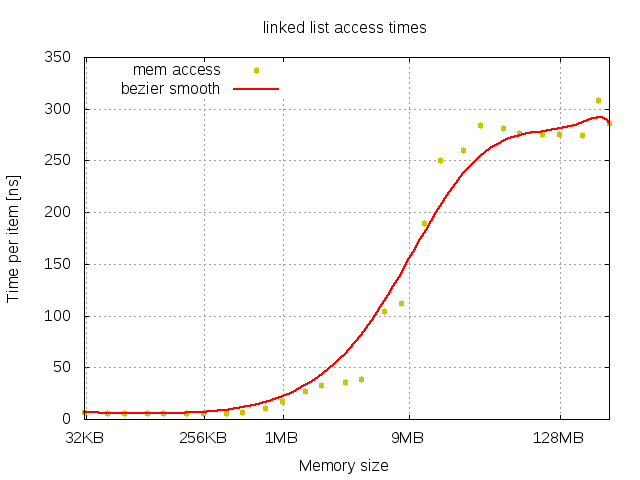 linked list access times
mem access
bezier smooth
350
300
250
200
150
100
50
0
Time per item [ns]
32KB 256KB 1MB 9MB 128MB
Memory size